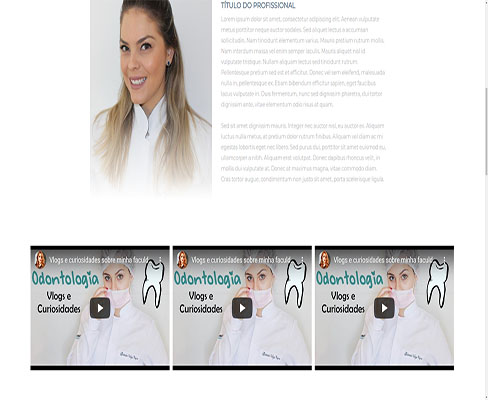 TÍTULO DO PROFISSIONAL
Lorem ipsum dolor sit amet, consectetur adipiscing elit. Aenean vulputate
metus porttitor neque auctor sodales. Sed aliquet lectus a accumsan
sollicitudin. Nam tincidunt elementum varius. Mauris pretium rutrum
Nam interdum massa vel enim semper iaculis. Mauris aliquet nisl id
vulputate tristique. Nullam aliquam lectus sed tincidunt rutrum.
Pellentesque pretium sed est et efficitur. Donec vel sem eleifend, malesuada
nulla in, pellentesque ex. Etiam bibendum efficitur sapien, eget faucibus
lacus vulputate in. Duis fermentum, nunc sed dignissim pharetra, dui tortor
dignissim ante, vitae elementum odio risus at quam.
Sed sit amet dignissim mauris. Integer nec auctor nisl, eu auctor ex. Aliquam
luctus nulla metus, at pretium dolor rutrum finibus. Aliquam vel diam ac mi
egestas lobortis eget nec libero. Sed purus dui, porttitor sit amet euismod eu,
ullamcorper a nibh. Aliquam erat volutpat. Donec dapibus rhoncus velit, in
mollis dui vulputate at. Donec at maximus magna, vitae commodo diam.
Cras tortor augue, condimentum non justo sit amet, porta scelerisque ligula.
Vlogs e curiosidades sobre minha facul
Odontologia
Vlogs e
Curiosidades
Vlogs e curiosidades sobre minha facul
Odontologia
Vlogs e
Curiosidades
Vlogs e curiosidades sobre minha facul
Odontologia
Vlogs e
Curiosidades